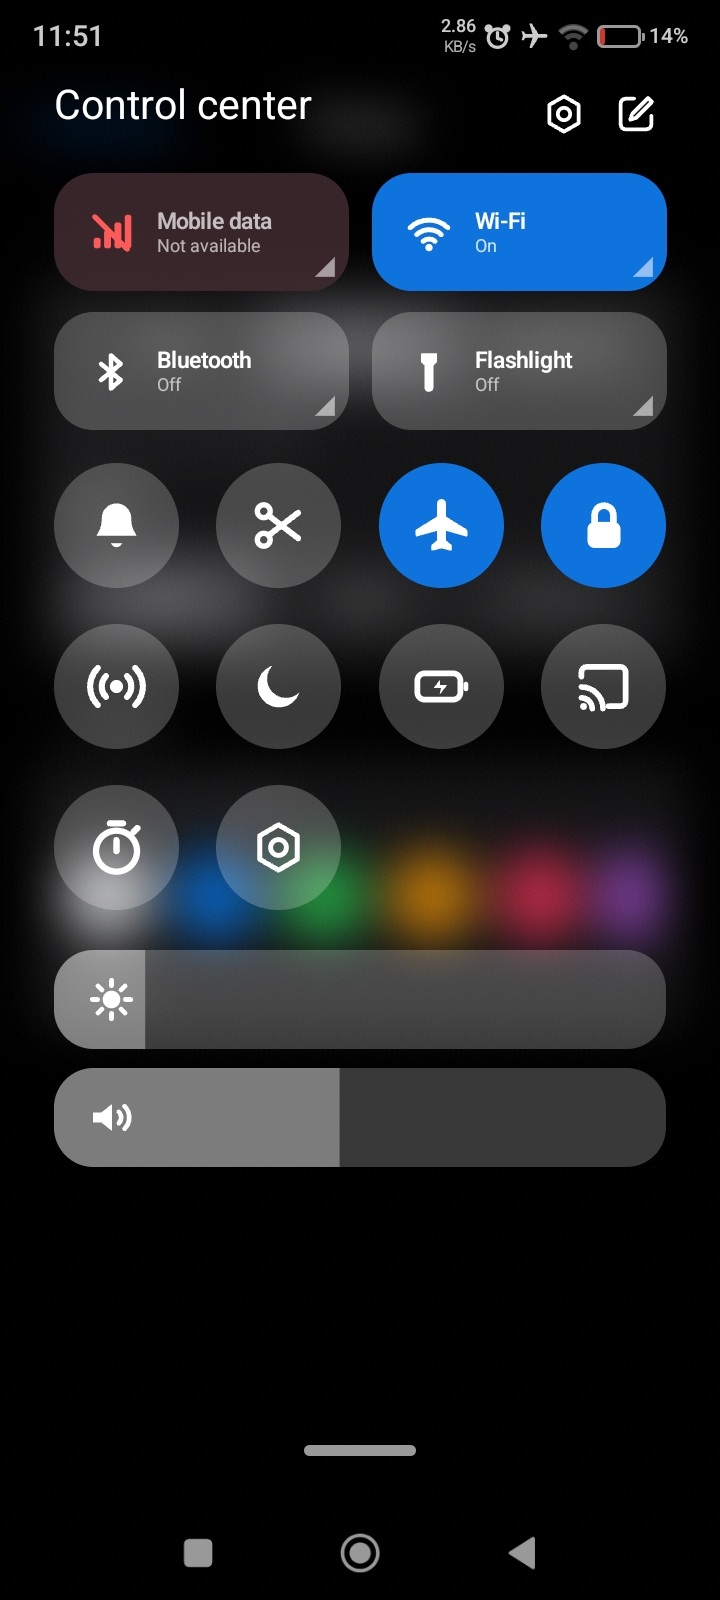 11:51
2.86
KB/s
14%
Control center
Mobile data
Not available
Wi-Fi
On
Bluetooth
Off
Flashlight
Off